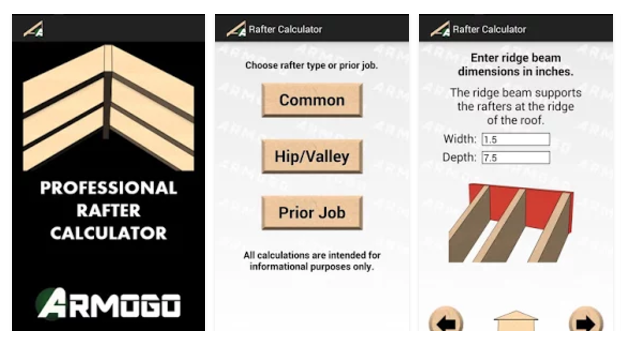 PROFESSIONAL
RAFTER
CALCULATOR
ARMOGO
Rafter Calculator
Choose rafter type or prior job.
Common
Hip/Valley
Prior Job
All calculations are intended for
informational purposes only.
Rafter Calculator
Enter ridge beam
dimensions in inches.
The ridge beam supports
the rafters at the ridge
of the roof.
Width: 1.5
Depth: 7.5